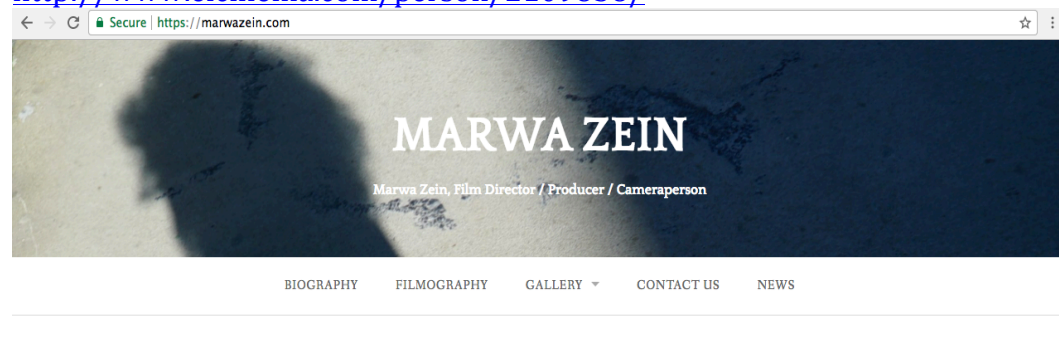 Secure | https://marwazein.com
MARWA ZEIN
Marwa Zein, Film Director / Producer / Cameraperson
BIOGRAPHY FILMOGRAPHY GALLERY CONTACT US NEWS